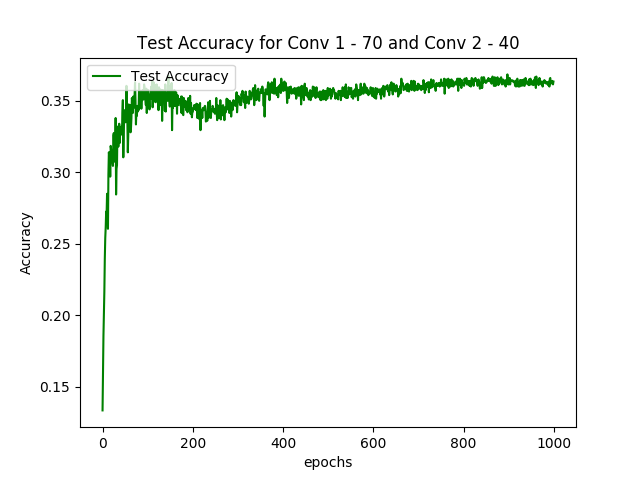 Test Accuracy for Conv 1 - 70 and Conv 2 - 40
Test Accuracy
0.35
0.30
0.25
0.20
0.15
Accuracy
0 200 400 600 800 1000
epochs